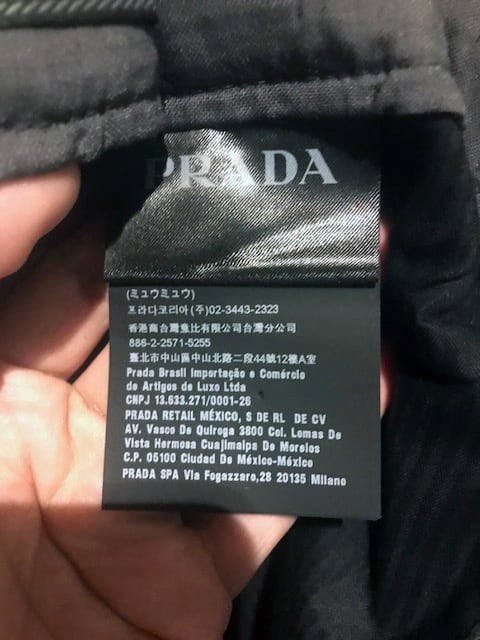 PRADA
(ミュウミュウ)
프라다코리아(주)02-3443-2323
香港商台灣魚比有限公司台灣分公司
886-2-2571-5255
臺北市中山區中山北路二段44號12樓A室
Prada Brasil Importação e Comércio
de Artigos de Luxo Ltda
CNPJ 13.633.271/0001-26
PRADA RETAIL MÉXICO, S DE RL DE CV
AV. Vasco De Quiroga 3800 Col. Lomas De
Vista Hermosa Cuajimalpa De Morelos
C.P. 05100 Ciudad De México-México
PRADA SPA Via Fogazzaro,28 20135 Milano